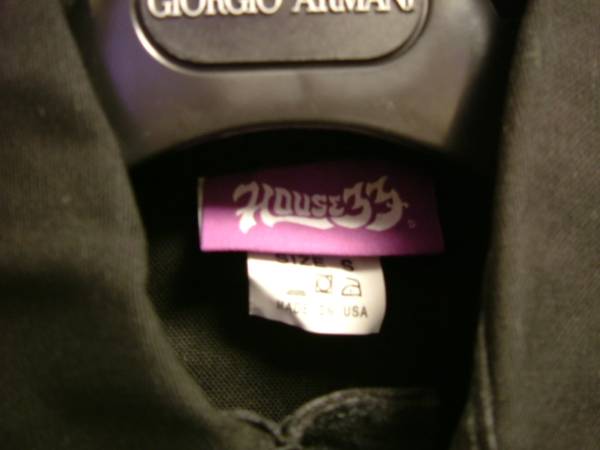 GIORGIO ARMANI
HOUSE33
SIZE S
MADE IN USA